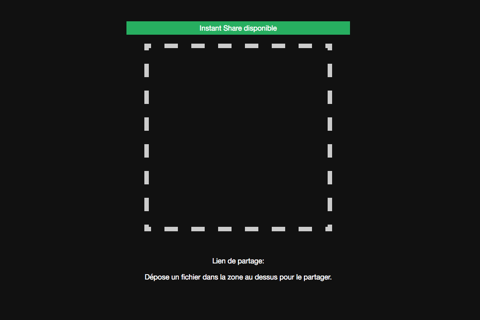 Instant Share disponible
Lien de partage:
Dépose un fichier dans la zone au dessus pour le partager.